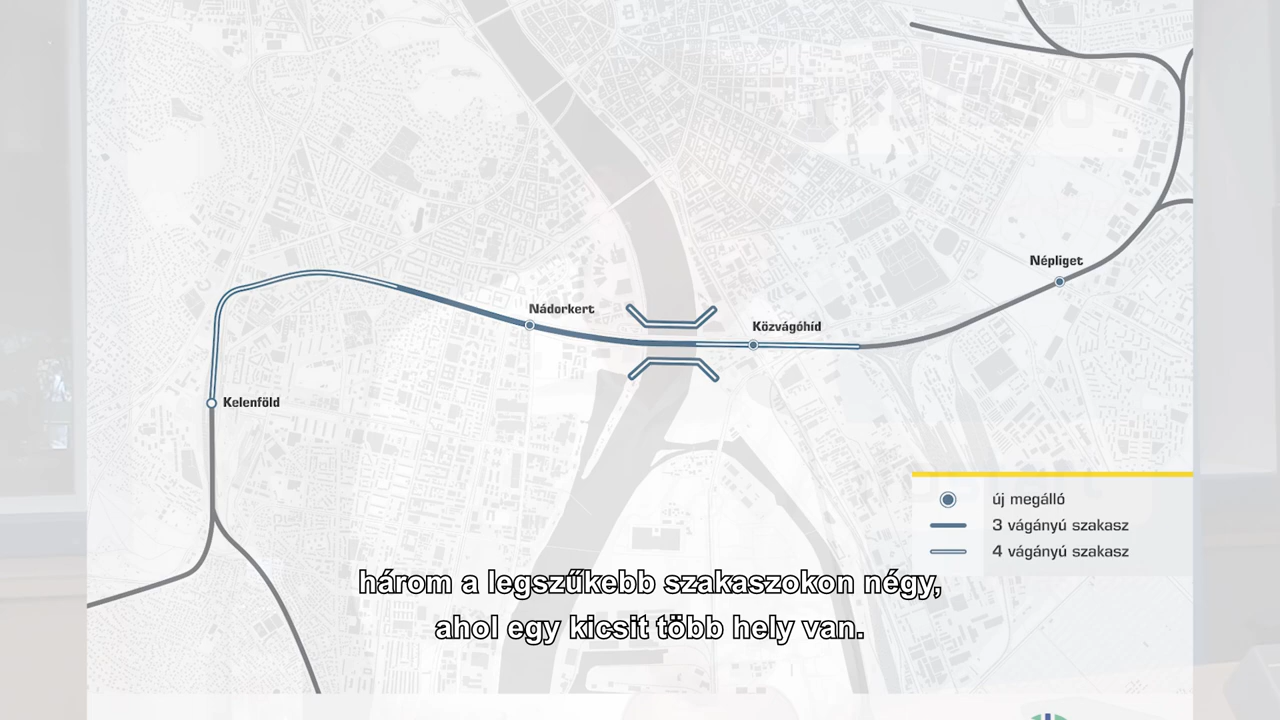 Népliget
Nádorkert
Közvágóhíd
Kelenföld
új megálló
3 vágányú szakasz
4 vágányú szakasz
három a legszűkebb szakaszokon négy,
ahol egy kicsit több hely van.